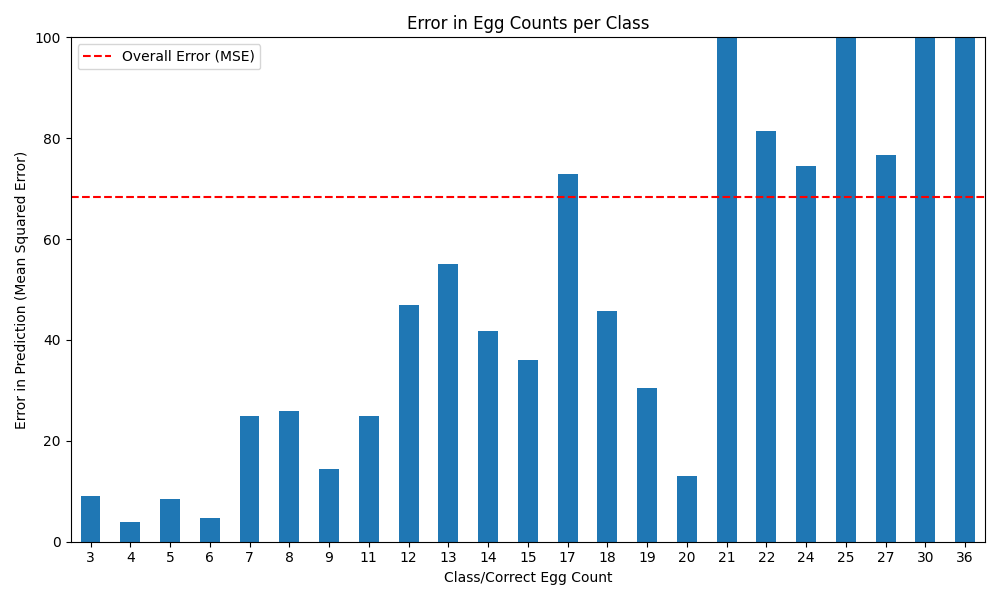 Error in Egg Counts per Class
Overall Error (MSE)
Error in Prediction (Mean Squared Error)
100
80
60
40
20
0
3 4 5 6 7 8 9 11 12 13 14 15 17 18 19 20 21 22 24 25 27 30 36
Class/Correct Egg Count